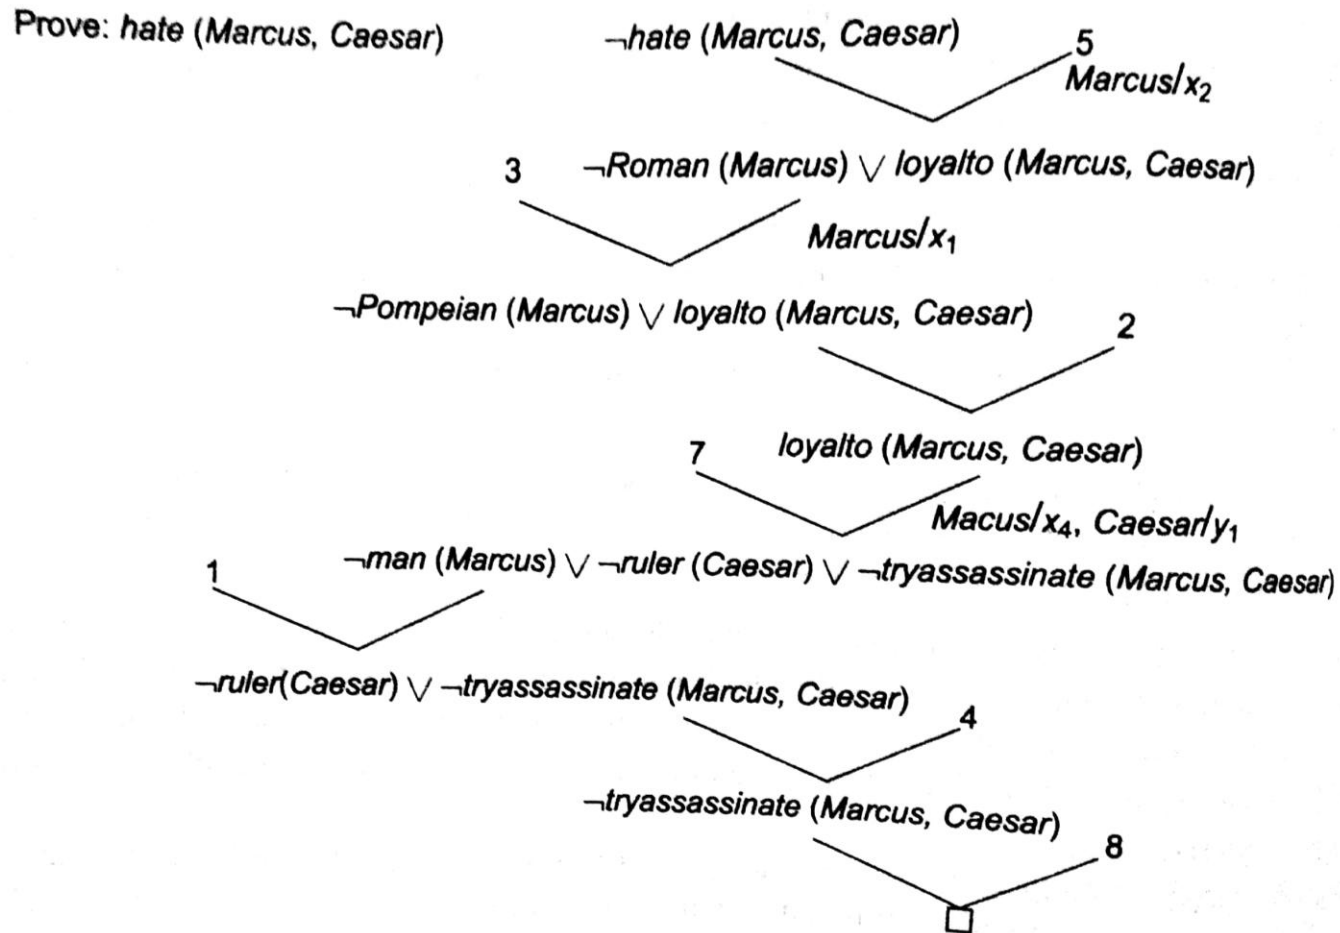 Prove: hate (Marcus, Caesar) ¬hate (Marcus, Caesar) 5
Marcus/x₂
3 ¬Roman (Marcus) ∨ loyalto (Marcus, Caesar)
Marcus/x₁
¬Pompeian (Marcus) ∨ loyalto (Marcus, Caesar) 2
7 loyalto (Marcus, Caesar)
Macus/x₄, Caesar/y₁
1 ¬man (Marcus) ∨ ¬ruler (Caesar) ∨ ¬tryassassinate (Marcus, Caesar)
¬ruler(Caesar) ∨ ¬tryassassinate (Marcus, Caesar) 4
¬tryassassinate (Marcus, Caesar) 8